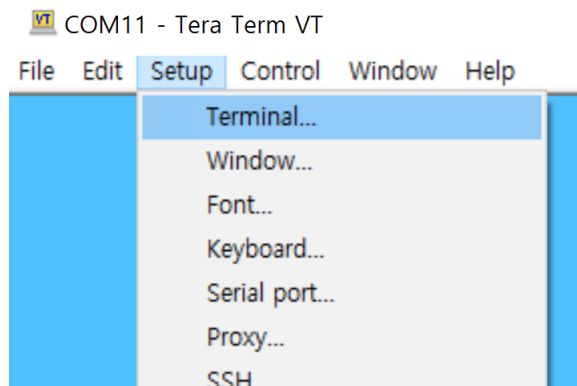 VT COM11 - Tera Term VT
File Edit Setup Control Window Help
Terminal...
Window...
Font...
Keyboard...
Serial port...
Proxy...
SSH